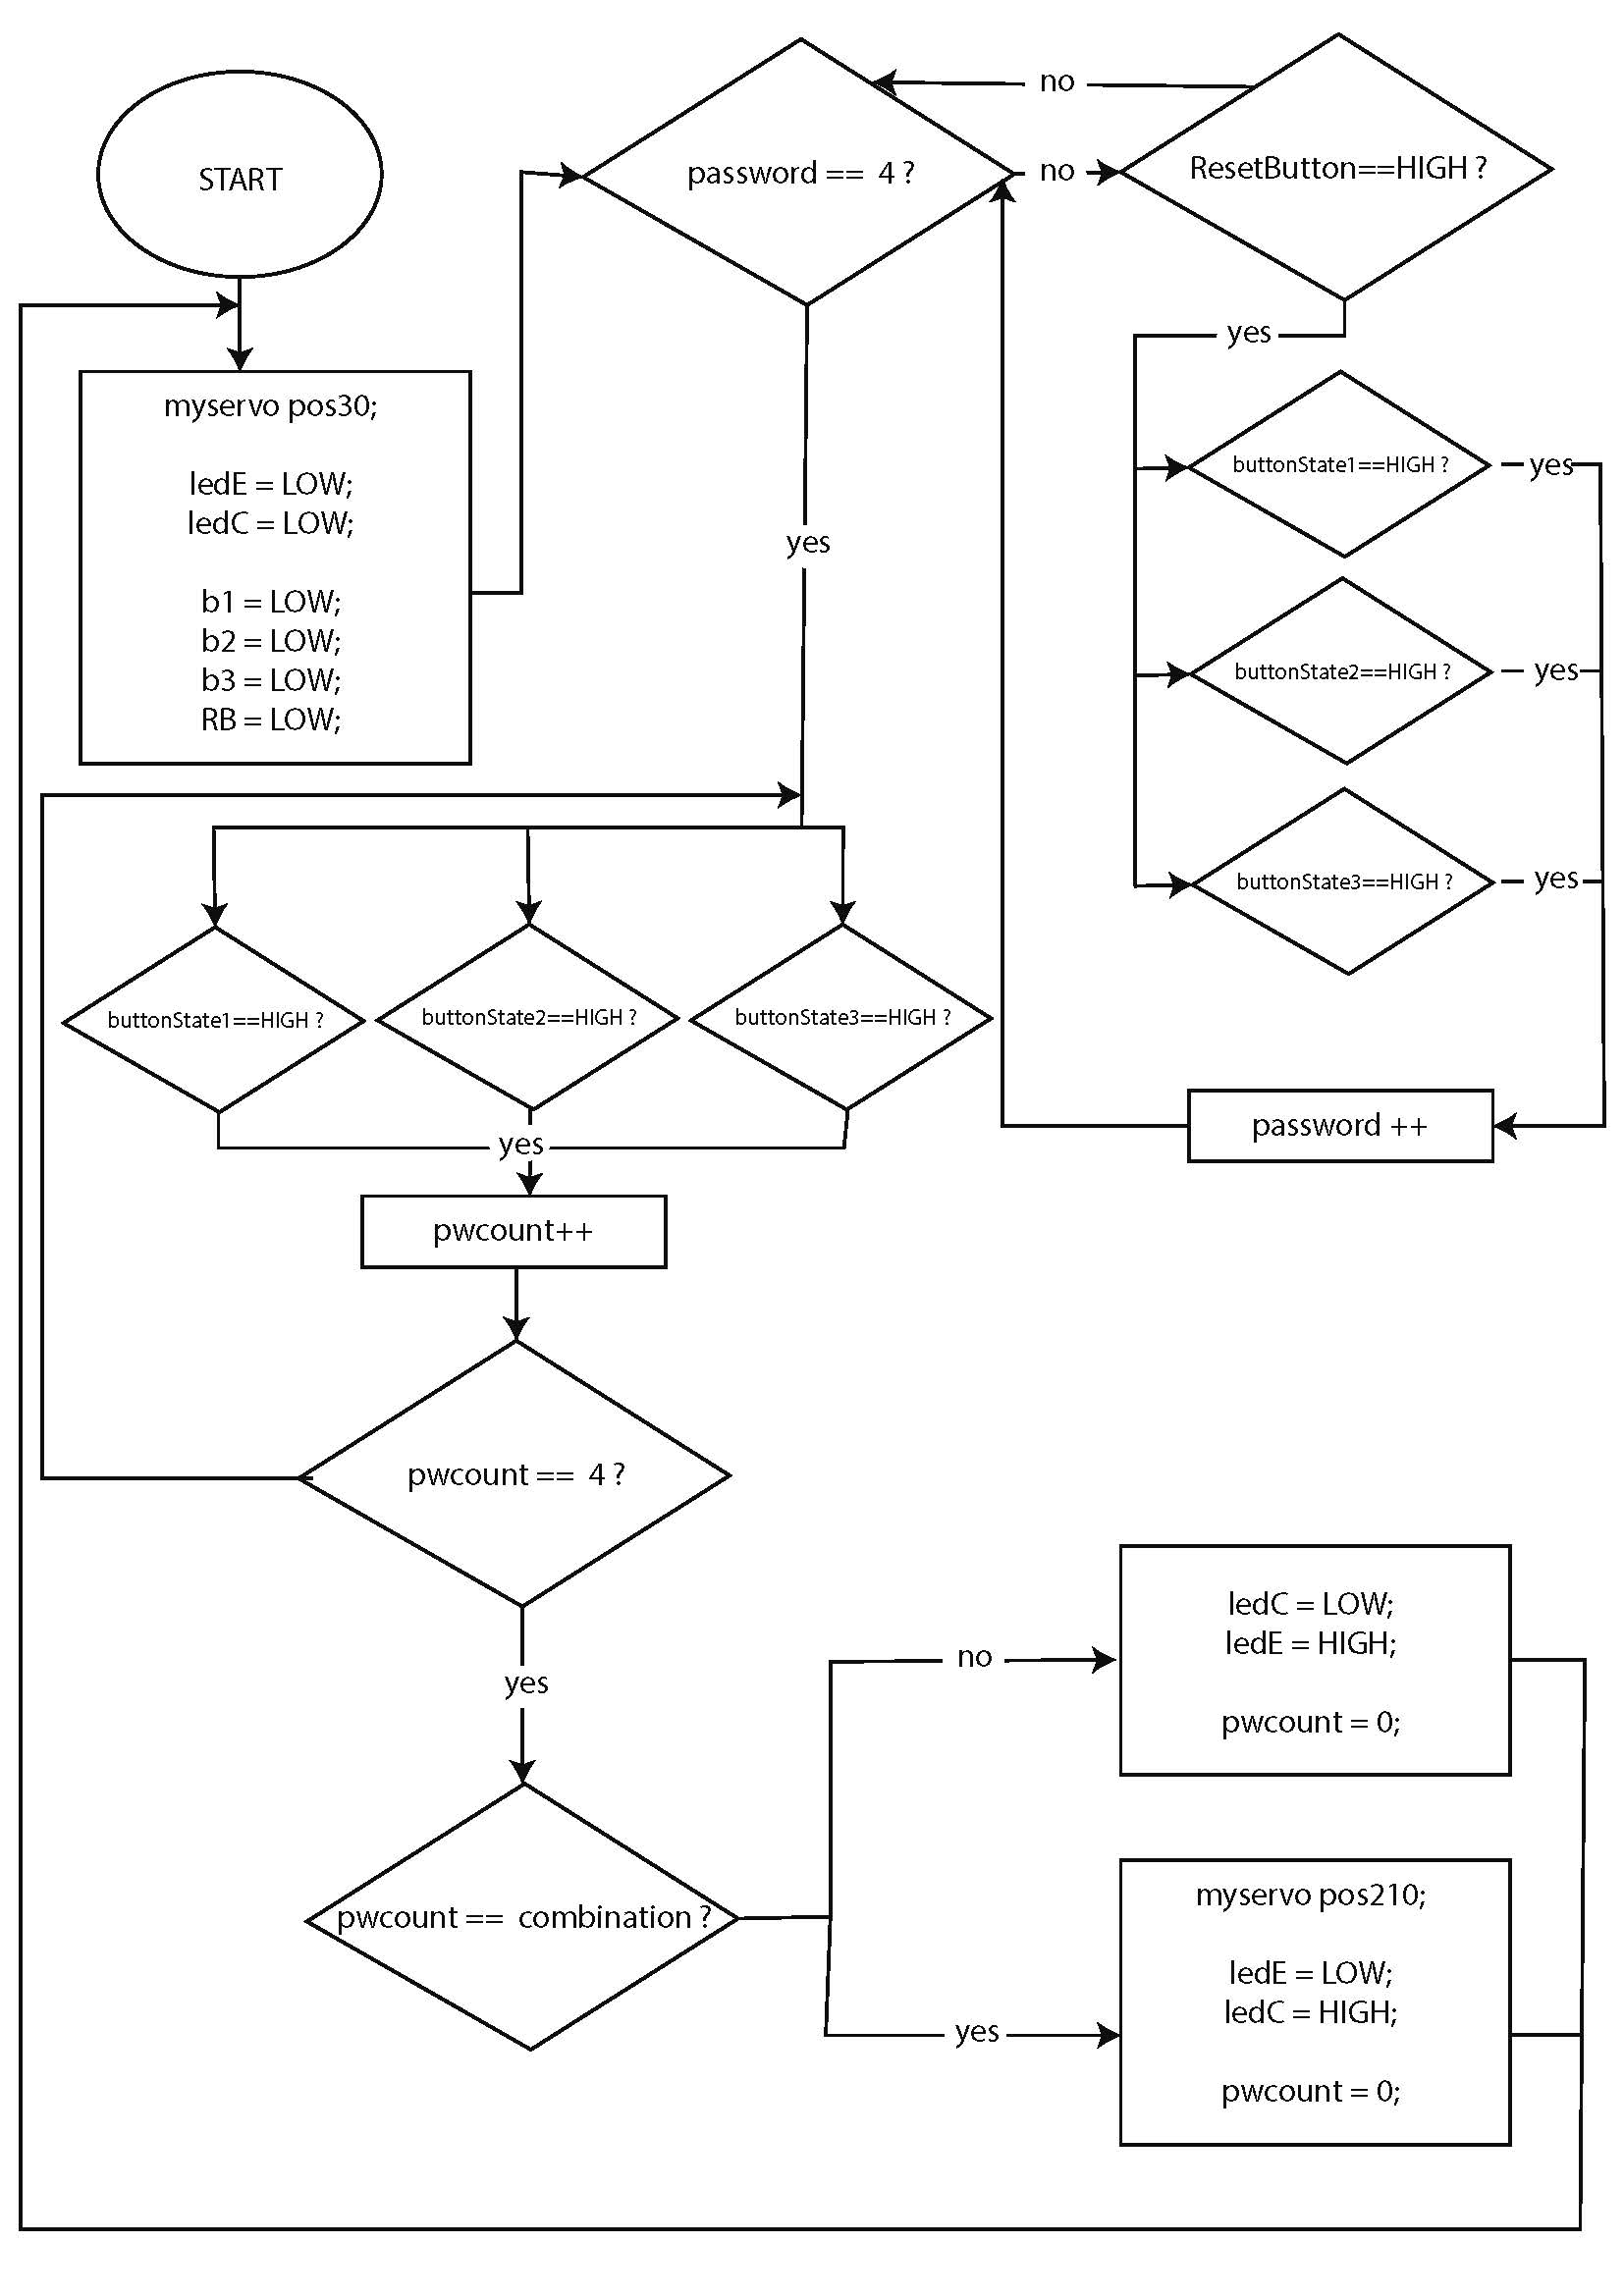 START
myservo pos30;
ledE = LOW;
ledC = LOW;
b1 = LOW;
b2 = LOW;
b3 = LOW;
RB = LOW;
password == 4 ?
no
no
ResetButton==HIGH ?
yes
buttonState1==HIGH ?
yes
buttonState2==HIGH ?
yes
buttonState3==HIGH ?
yes
password ++
yes
buttonState1==HIGH ?
buttonState2==HIGH ?
buttonState3==HIGH ?
yes
pwcount++
pwcount == 4 ?
yes
pwcount == combination ?
no
ledC = LOW;
ledE = HIGH;
pwcount = 0;
yes
myservo pos210;
ledE = LOW;
ledC = HIGH;
pwcount = 0;